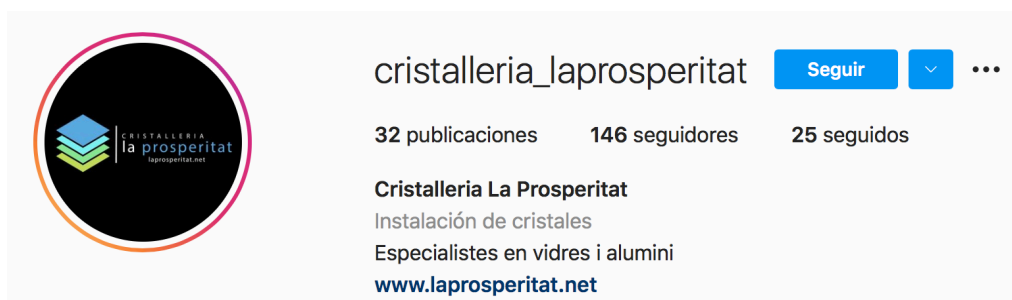 CRISTALLERIA
la prosperitat
laprosperitat.net
cristalleria_laprosperitat Seguir
32 publicaciones 146 seguidores 25 seguidos
Cristalleria La Prosperitat
Instalación de cristales
Especialistes en vidres i alumini
www.laprosperitat.net